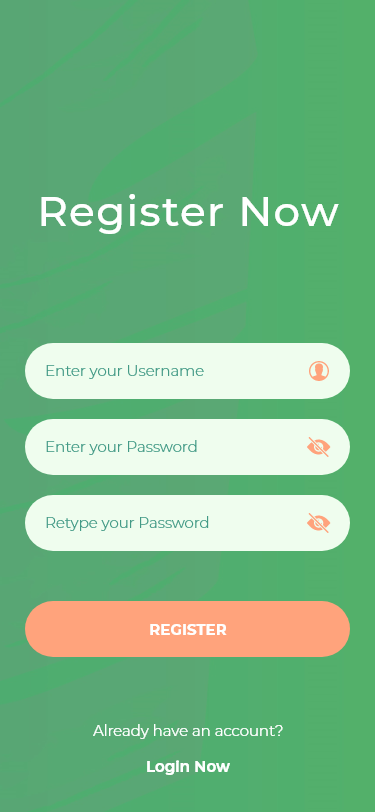 Register Now
Enter your Username
Enter your Password
Retype your Password
REGISTER
Already have an account?
Login Now